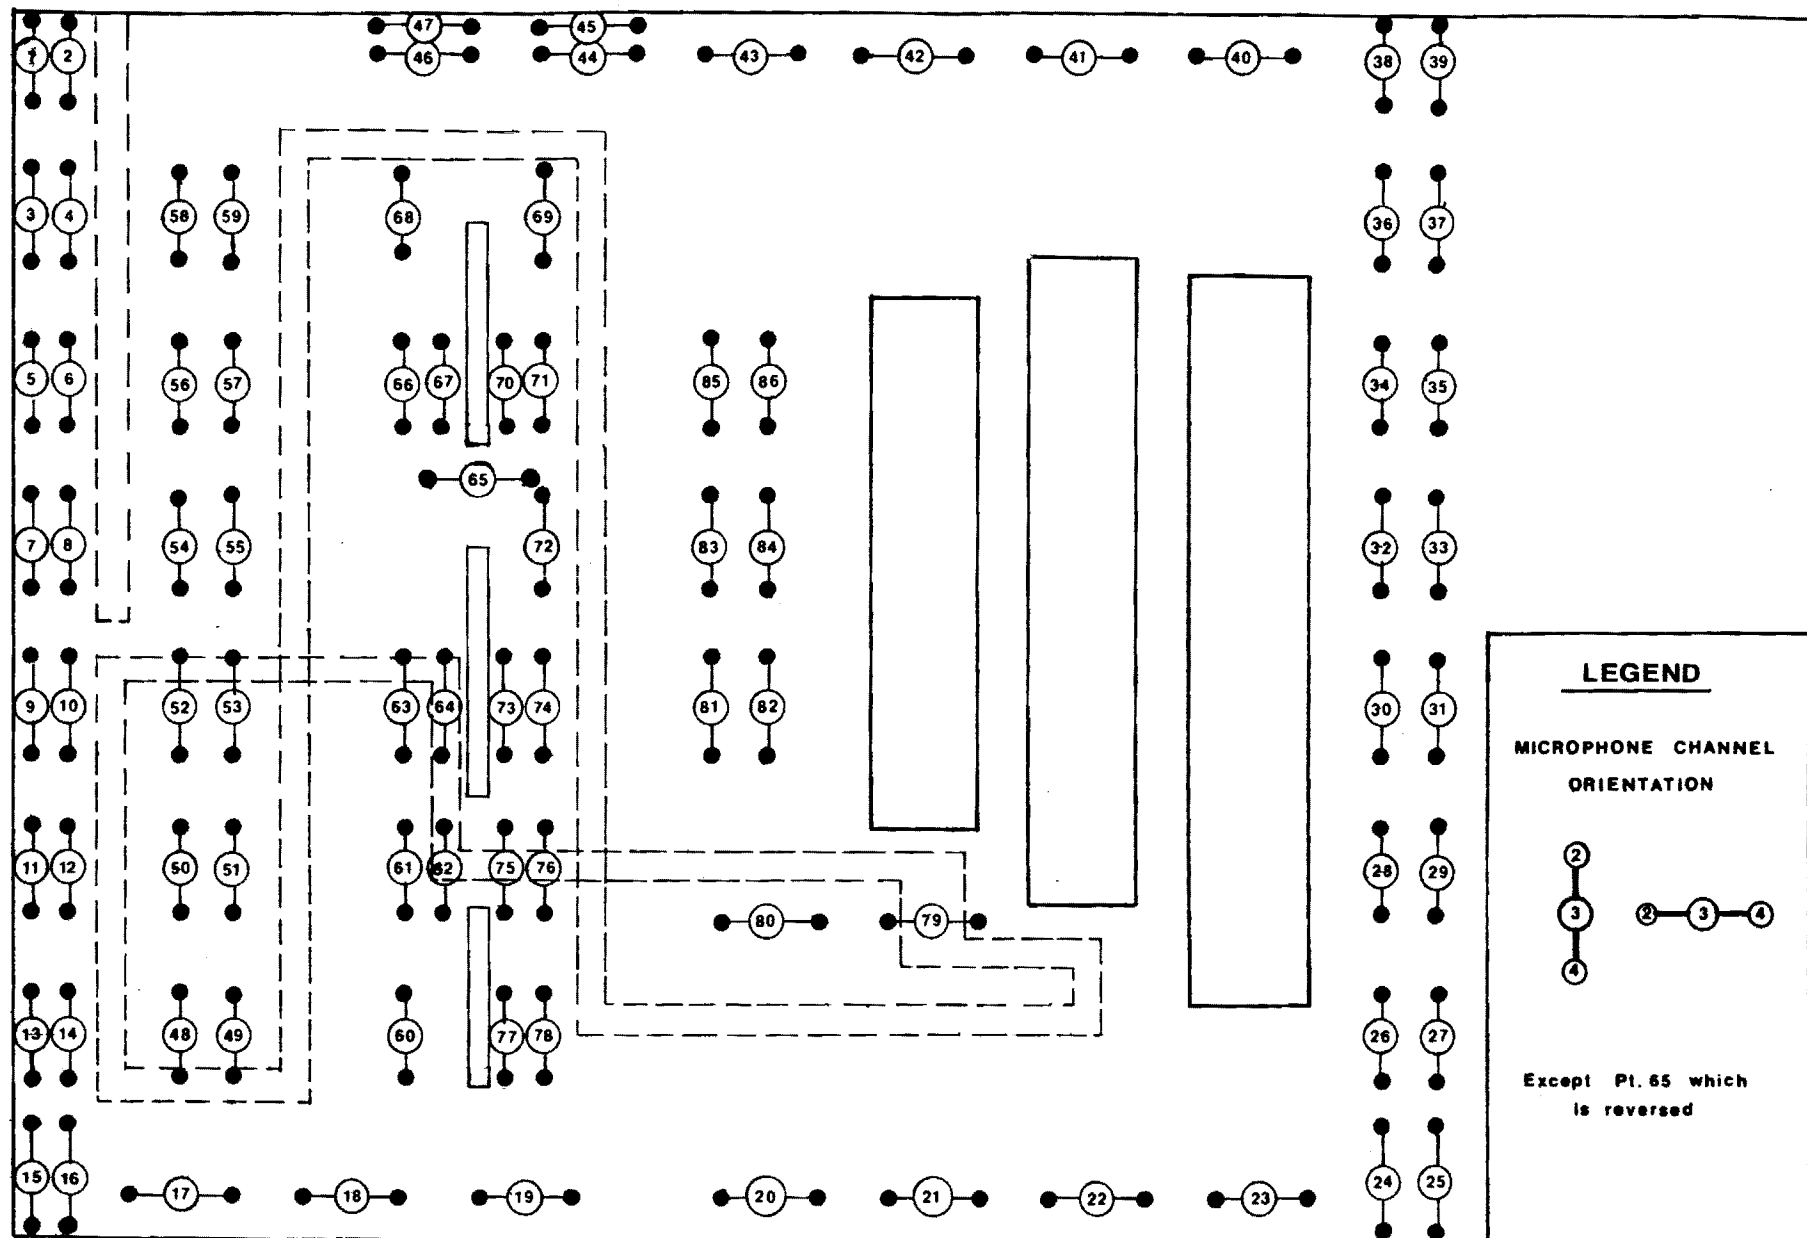 47 45
1 2 46 44 43 42 41 40 38 39
3 4 58 59 68 69 36 37
5 6 56 57 66 67 70 71 85 86 34 35
65
7 8 54 55 72 83 84 32 33
9 10 52 53 63 64 73 74 81 82 30 31
11 12 50 51 61 62 75 76 28 29
80 79
13 14 48 49 60 77 78 26 27
15 16 17 18 19 20 21 22 23 24 25
LEGEND
MICROPHONE CHANNEL
ORIENTATION
2
3 2 3 4
4
Except Pt. 65 which
is reversed